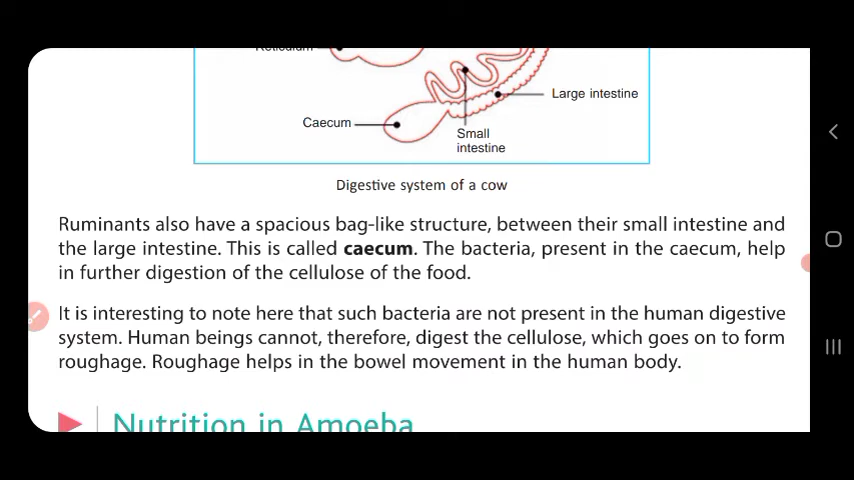 Reticulum
Large intestine
Caecum
Small
intestine
Digestive system of a cow
Ruminants also have a spacious bag-like structure, between their small intestine and
the large intestine. This is called caecum. The bacteria, present in the caecum, help
in further digestion of the cellulose of the food.
It is interesting to note here that such bacteria are not present in the human digestive
system. Human beings cannot, therefore, digest the cellulose, which goes on to form
roughage. Roughage helps in the bowel movement in the human body.
Nutrition in Amoeba